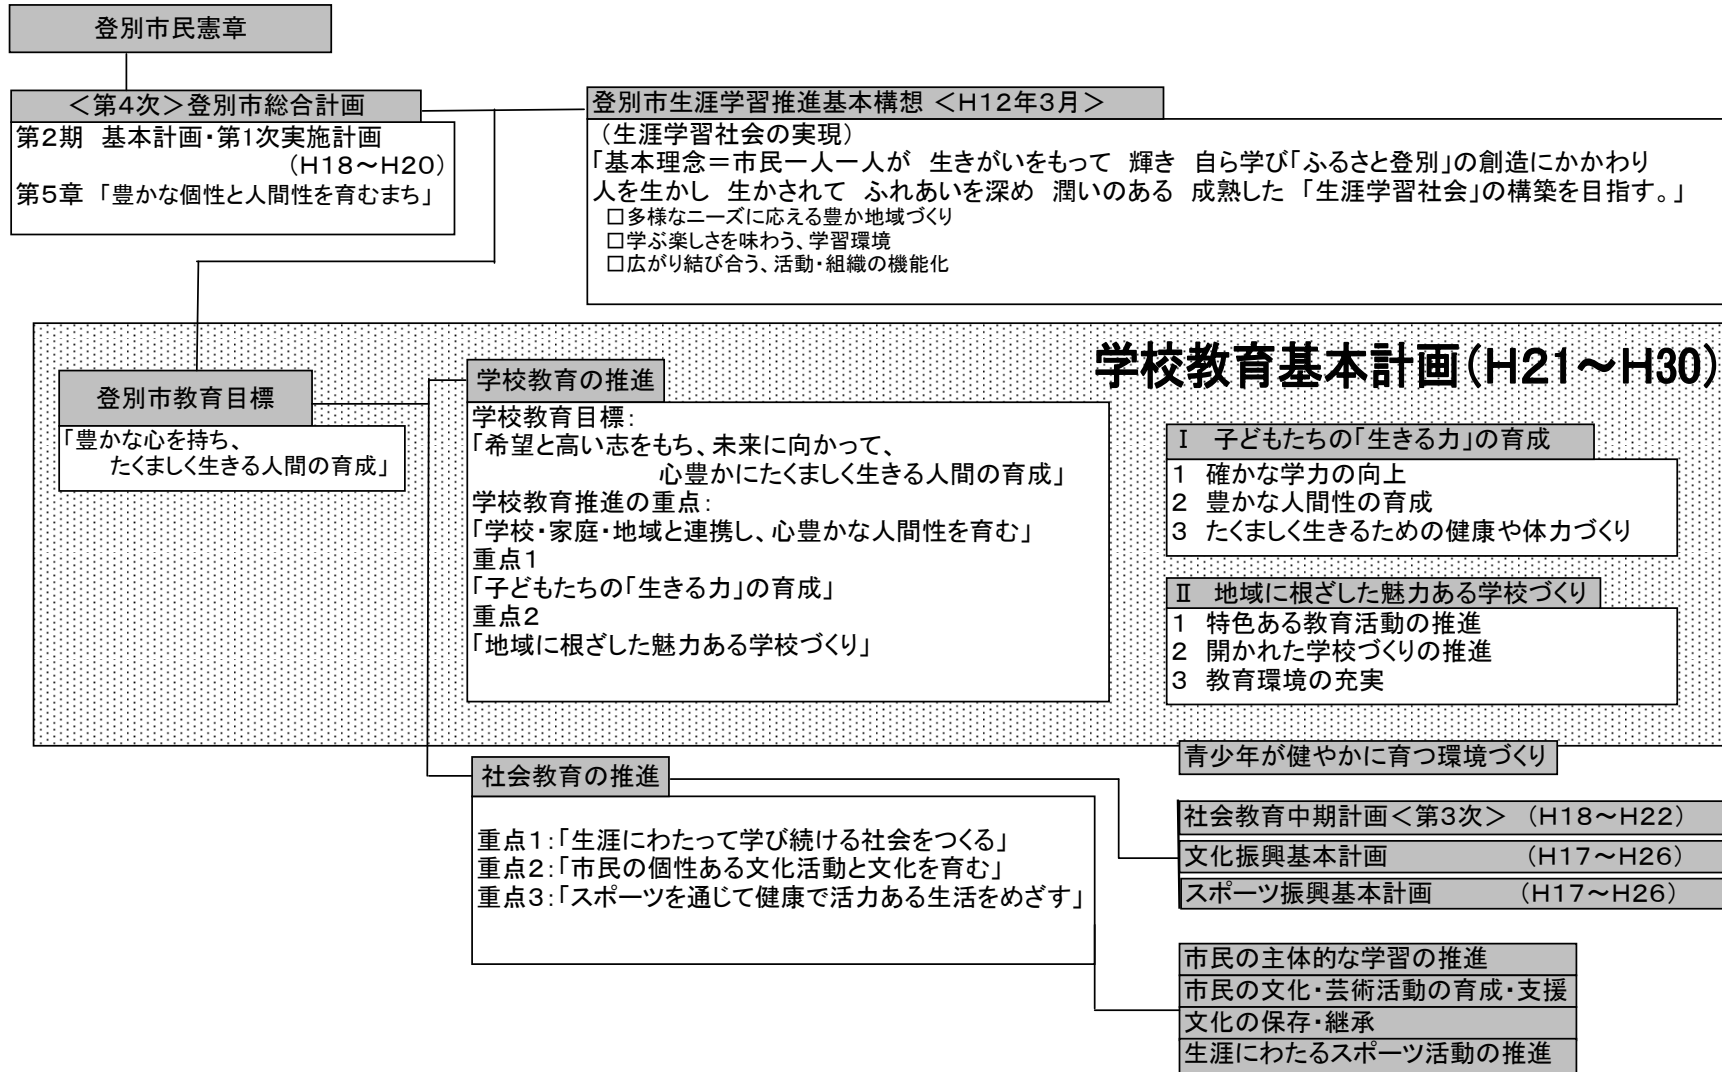 登別市民憲章
＜第4次＞登別市総合計画
第2期　基本計画・第1次実施計画
（H18～H20）
第5章 「豊かな個性と人間性を育むまち」
登別市生涯学習推進基本構想 ＜H12年3月＞
（生涯学習社会の実現）
「基本理念＝市民一人一人が　生きがいをもって　輝き　自ら学び「ふるさと登別」の創造にかかわり
人を生かし　生かされて　ふれあいを深め　潤いのある　成熟した　「生涯学習社会」の構築を目指す。」
□多様なニーズに応える豊か地域づくり
□学ぶ楽しさを味わう、学習環境
□広がり結び合う、活動・組織の機能化
学校教育基本計画（H21～H30）
登別市教育目標
「豊かな心を持ち、
たくましく生きる人間の育成」
学校教育の推進
学校教育目標：
「希望と高い志をもち、未来に向かって、
心豊かにたくましく生きる人間の育成」
学校教育推進の重点：
「学校・家庭・地域と連携し、心豊かな人間性を育む」
重点1
「子どもたちの「生きる力」の育成」
重点2
「地域に根ざした魅力ある学校づくり」
Ⅰ　子どもたちの「生きる力」の育成
1　確かな学力の向上
2　豊かな人間性の育成
3　たくましく生きるための健康や体力づくり
Ⅱ　地域に根ざした魅力ある学校づくり
1　特色ある教育活動の推進
2　開かれた学校づくりの推進
3　教育環境の充実
社会教育の推進
重点1：「生涯にわたって学び続ける社会をつくる」
重点2：「市民の個性ある文化活動と文化を育む」
重点3：「スポーツを通じて健康で活力ある生活をめざす」
青少年が健やかに育つ環境づくり
社会教育中期計画＜第3次＞　（H18～H22）
文化振興基本計画　（H17～H26）
スポーツ振興基本計画　（H17～H26）
市民の主体的な学習の推進
市民の文化・芸術活動の育成・支援
文化の保存・継承
生涯にわたるスポーツ活動の推進